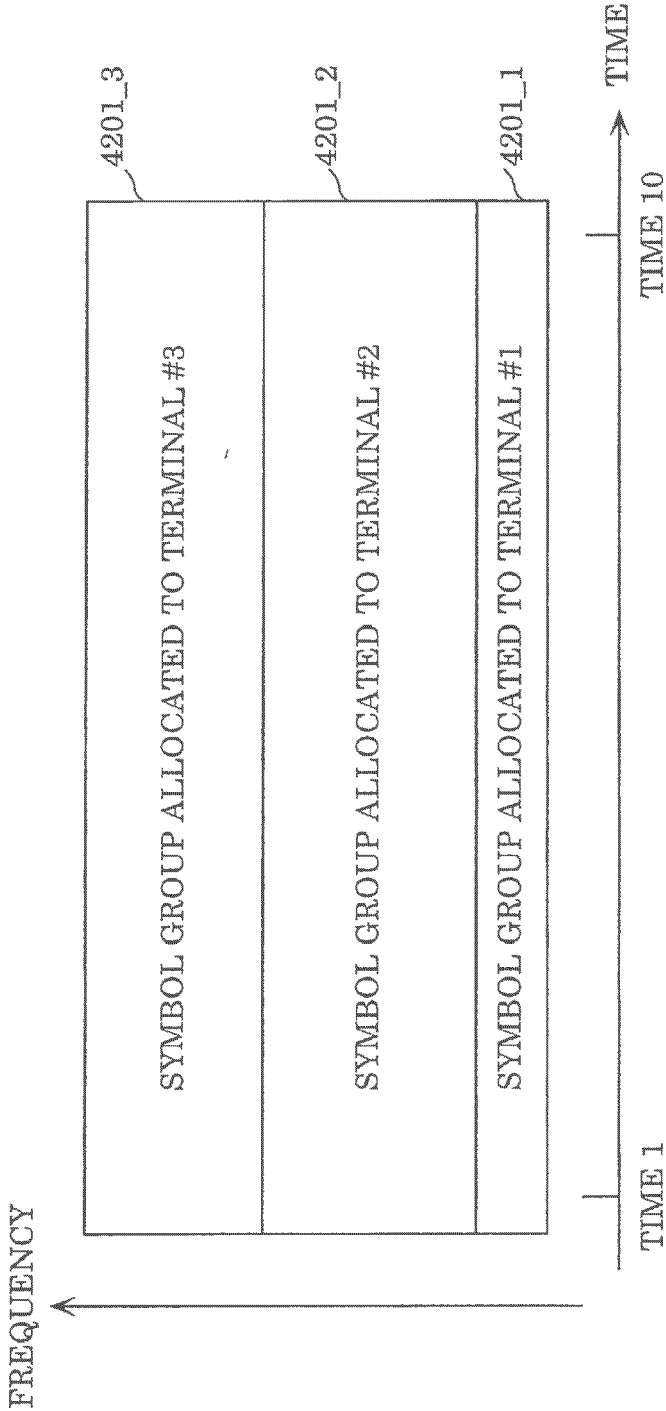 FREQUENCY
SYMBOL GROUP ALLOCATED TO TERMINAL #3
4201_3
SYMBOL GROUP ALLOCATED TO TERMINAL #2
4201_2
SYMBOL GROUP ALLOCATED TO TERMINAL #1
4201_1
TIME 1
TIME 10
TIME